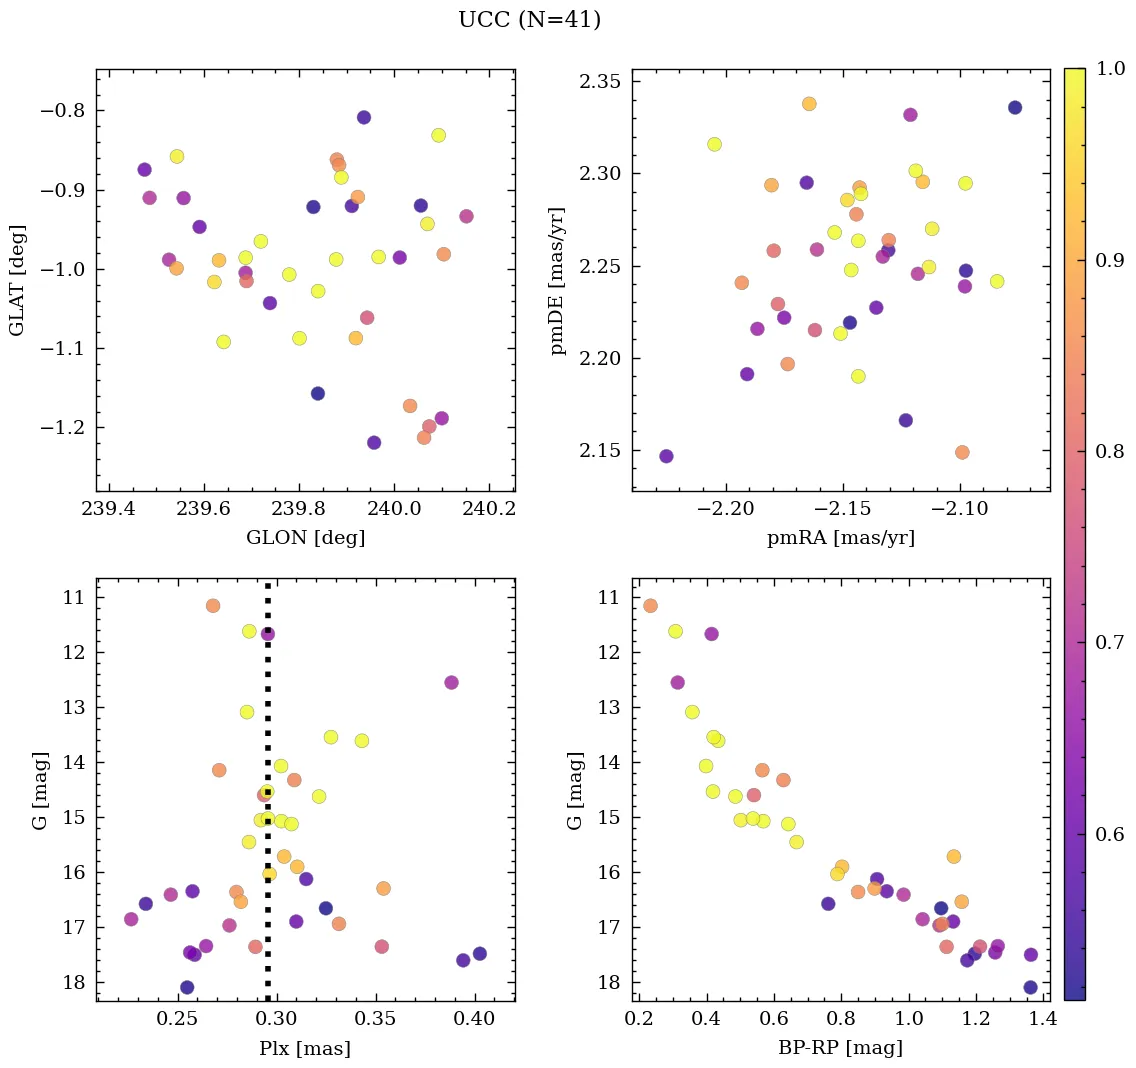 UCC (N=41)
−0.8
−0.9
−1.0
−1.1
−1.2
GLAT [deg]
239.4 239.6 239.8 240.0 240.2
GLON [deg]
2.35
2.30
2.25
2.20
2.15
pmDE [mas/yr]
−2.20 −2.15 −2.10
pmRA [mas/yr]
1.0
0.9
0.8
0.7
0.6
11
12
13
14
15
16
17
18
G [mag]
0.25 0.30 0.35 0.40
Plx [mas]
11
12
13
14
15
16
17
18
G [mag]
0.2 0.4 0.6 0.8 1.0 1.2 1.4
BP-RP [mag]